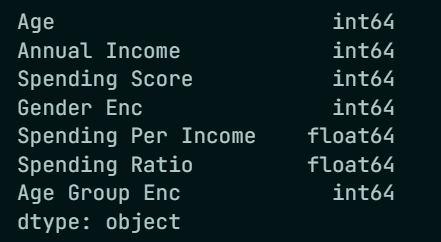 Age int64
Annual Income int64
Spending Score int64
Gender Enc int64
Spending Per Income float64
Spending Ratio float64
Age Group Enc int64
dtype: object